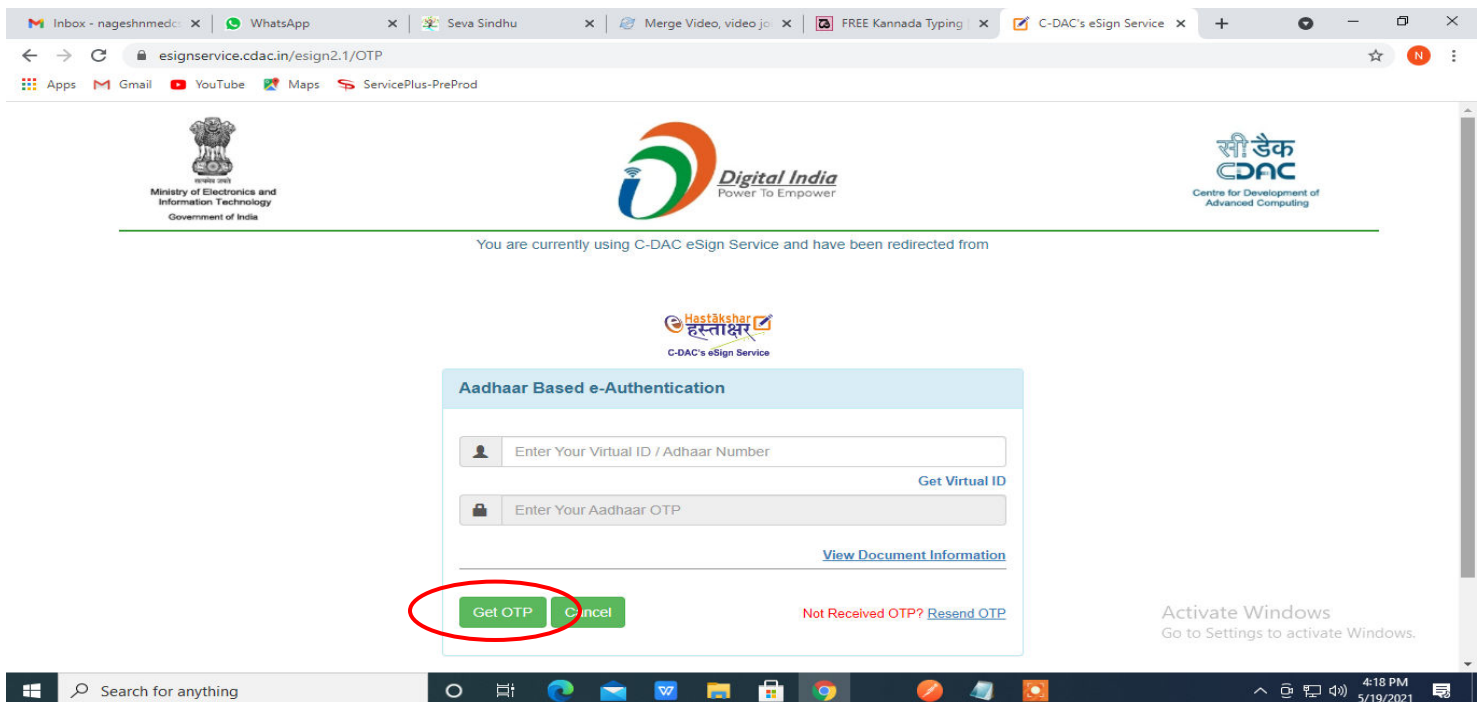 Inbox - nageshnmedc
WhatsApp
Seva Sindhu
Merge Video, video joi
FREE Kannada Typing
C-DAC's eSign Service
esignservice.cdac.in/esign2.1/OTP
N
Apps
Gmail
YouTube
Maps
ServicePlus-PreProd
सत्यमेव जयते
Ministry of Electronics and
Information Technology
Government of India
Digital India
Power To Empower
सी डैक
CDAC
Centre for Development of
Advanced Computing
You are currently using C-DAC eSign Service and have been redirected from
e Hastākshar
हस्ताक्षर
C-DAC's eSign Service
Aadhaar Based e-Authentication
Enter Your Virtual ID / Adhaar Number
Get Virtual ID
Enter Your Aadhaar OTP
View Document Information
Get OTP
Cancel
Not Received OTP? Resend OTP
Activate Windows
Go to Settings to activate Windows.
Search for anything
4:18 PM
5/19/2021